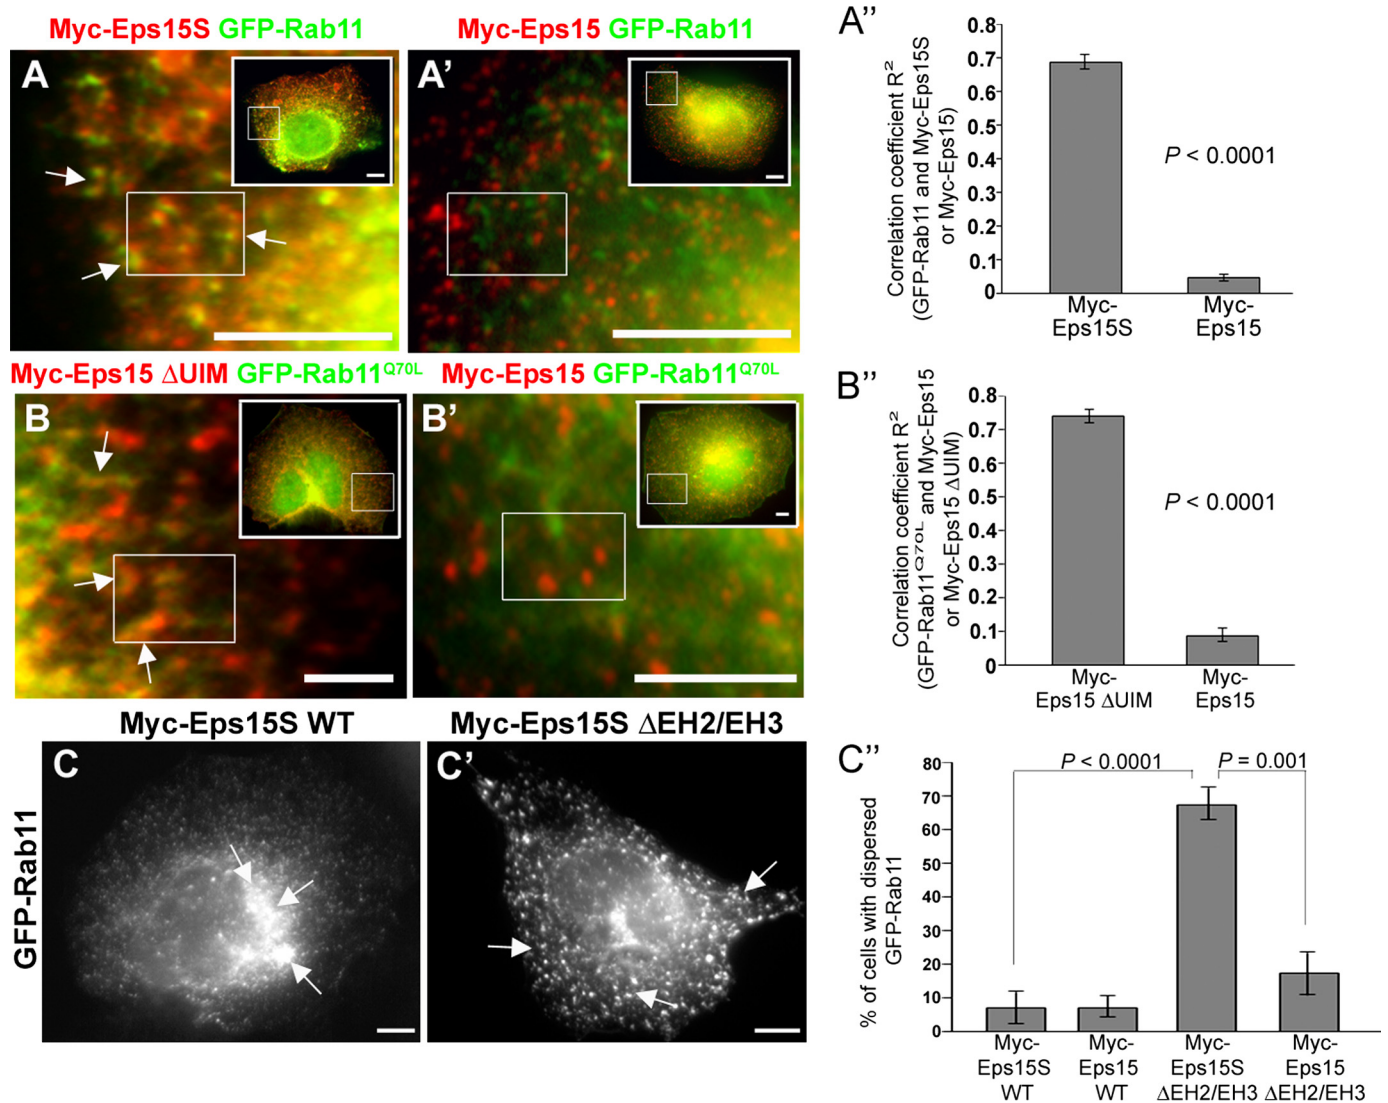 Myc-Eps15S GFP-Rab11
Myc-Eps15 GFP-Rab11
A
A'
Myc-Eps15 ΔUIM GFP-Rab11Q70L
Myc-Eps15 GFP-Rab11Q70L
B
B'
Myc-Eps15S WT
Myc-Eps15S ΔEH2/EH3
GFP-Rab11
C
C'
A''
Correlation coefficient R2
(GFP-Rab11 and Myc-Eps15S
or Myc-Eps15)
0.8
0.7
0.6
0.5
0.4
0.3
0.2
0.1
0
P < 0.0001
Myc-
Eps15S
Myc-
Eps15
B''
Correlation coefficient R2
(GFP-Rab11Q70L and Myc-Eps15
or Myc-Eps15 ΔUIM)
0.8
0.7
0.6
0.5
0.4
0.3
0.2
0.1
0
P < 0.0001
Myc-
Eps15 ΔUIM
Myc-
Eps15
C''
% of cells with dispersed
GFP-Rab11
80
70
60
50
40
30
20
10
0
P < 0.0001
P = 0.001
Myc-
Eps15S
WT
Myc-
Eps15
WT
Myc-
Eps15S
ΔEH2/EH3
Myc-
Eps15
ΔEH2/EH3